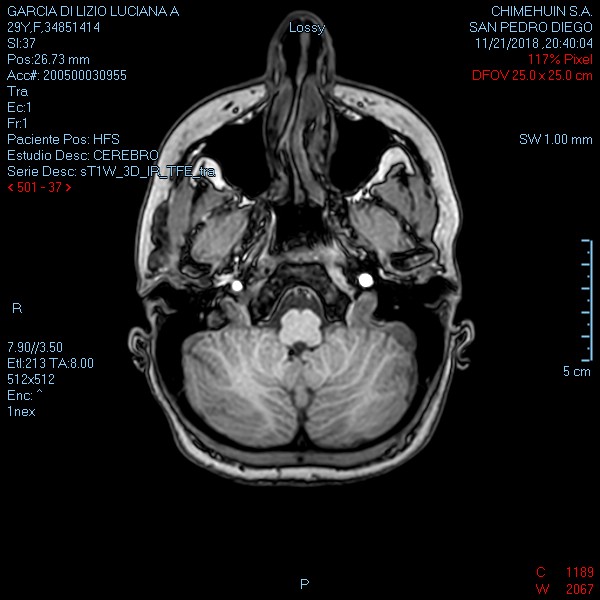 GARCIA DI LIZIO LUCIANA A
29Y,F,34851414
Sl:37
Pos:26.73 mm
Acc#: 200500030955
Tra
Ec:1
Fr:1
Paciente Pos: HFS
Estudio Desc: CEREBRO
Serie Desc: sT1W_3D_IR_TFE_tra
< 501 - 37 >
Lossy
CHIMEHUIN S.A.
SAN PEDRO DIEGO
11/21/2018 ,20:40:04
117% Pixel
DFOV 25.0 x 25.0 cm
SW 1.00 mm
R
7.90//3.50
Etl:213 TA:8.00
512x512
Enc: ^
1nex
5 cm
P
C 1189
W 2067